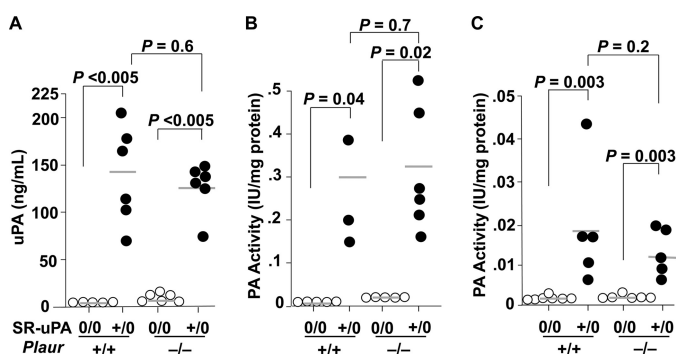 A
B
C
P = 0.6
P <0.005
P <0.005
uPA (ng/mL)
225
200
150
100
50
0
P = 0.7
P = 0.02
P = 0.04
PA Activity (IU/mg protein)
.5
.4
.3
.2
.1
0
P = 0.2
P = 0.003
P = 0.003
PA Activity (IU/mg protein)
.05
.04
.03
.02
.01
0
SR-uPA 0/0 +/0 0/0 +/0 0/0 +/0 0/0 +/0 0/0 +/0 0/0 +/0
Plaur +/+ –/– +/+ –/– +/+ –/–